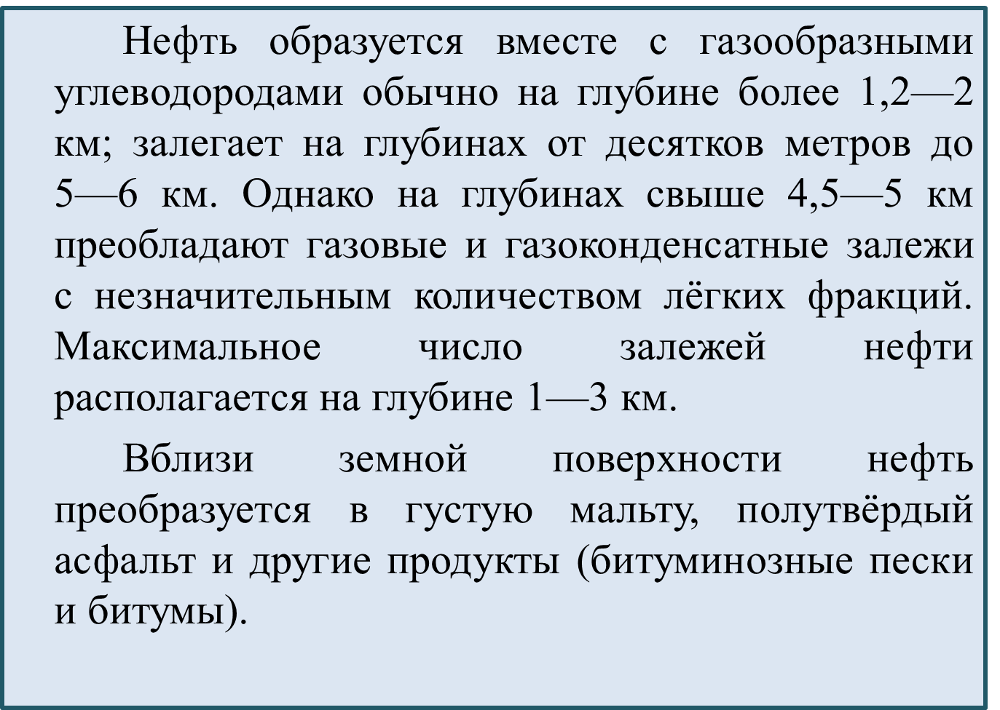 Нефть образуется вместе с газообразными
углеводородами обычно на глубине более 1,2—2
км; залегает на глубинах от десятков метров до
5—6 км. Однако на глубинах свыше 4,5—5 км
преобладают газовые и газоконденсатные залежи
с незначительным количеством лёгких фракций.
Максимальное число залежей нефти
располагается на глубине 1—3 км.
Вблизи земной поверхности нефть
преобразуется в густую мальту, полутвёрдый
асфальт и другие продукты (битуминозные пески
и битумы).